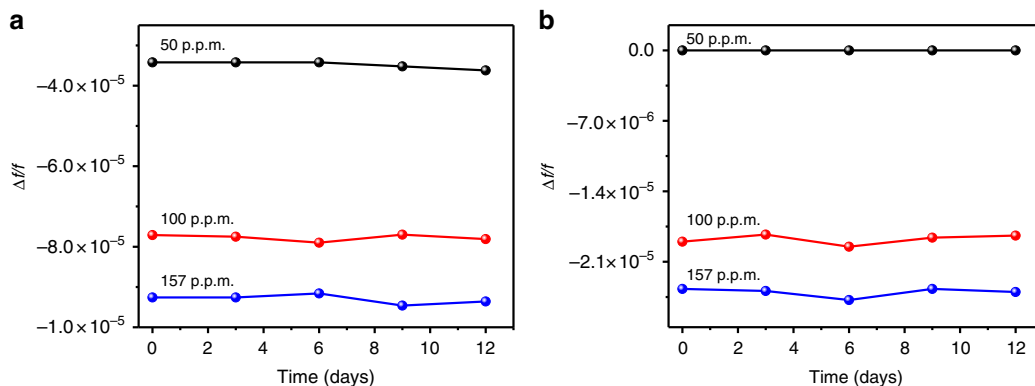 a
50 p.p.m.
−4.0×10⁻⁵
−6.0×10⁻⁵
100 p.p.m.
−8.0×10⁻⁵
157 p.p.m.
−1.0×10⁻⁵
Δf/f
0 2 4 6 8 10 12
Time (days)
b
50 p.p.m.
0.0
−7.0×10⁻⁶
−1.4×10⁻⁵
100 p.p.m.
−2.1×10⁻⁵
157 p.p.m.
Δf/f
0 2 4 6 8 10 12
Time (days)